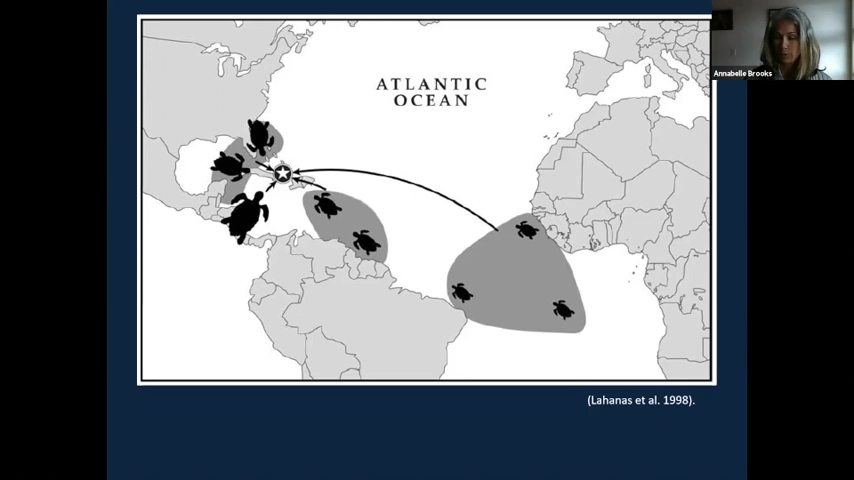 ATLANTIC
OCEAN
Annabelle Brooks
(Lahanas et al. 1998).